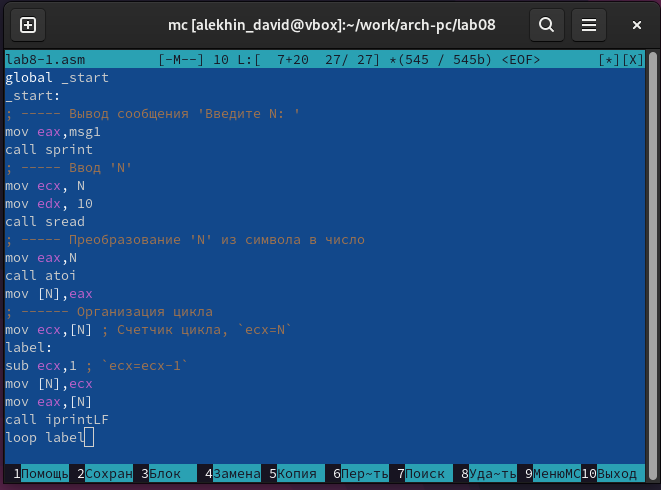 mc [alekhin_david@vbox]:~/work/arch-pc/lab08
lab8-1.asm [-M--] 10 L:[ 7+20 27/ 27] *(545 / 545b) <EOF> [*][X]
global _start
_start:
; ----- Вывод сообщения 'Введите N: '
mov eax,msg1
call sprint
; ----- Ввод 'N'
mov ecx, N
mov edx, 10
call sread
; ----- Преобразование 'N' из символа в число
mov eax,N
call atoi
mov [N],eax
; ------ Организация цикла
mov ecx,[N] ; Счетчик цикла, `ecx=N`
label:
sub ecx,1 ; `ecx=ecx-1`
mov [N],ecx
mov eax,[N]
call iprintLF
loop label
1Помощь 2Сохран 3Блок 4Замена 5Копия 6Пер~ть 7Поиск 8Уда~ть 9МенюMC 10Выход